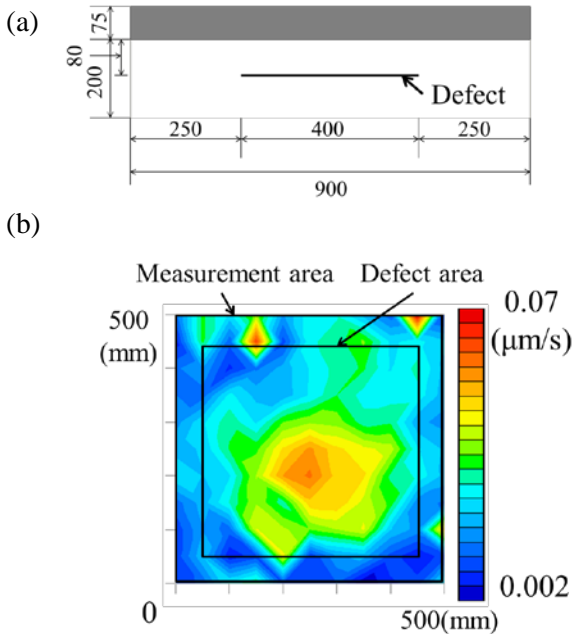 (a)
75
80
200
Defect
250
400
250
900
(b)
Measurement area
Defect area
500
(mm)
0.07
(μm/s)
0.002
0
500(mm)